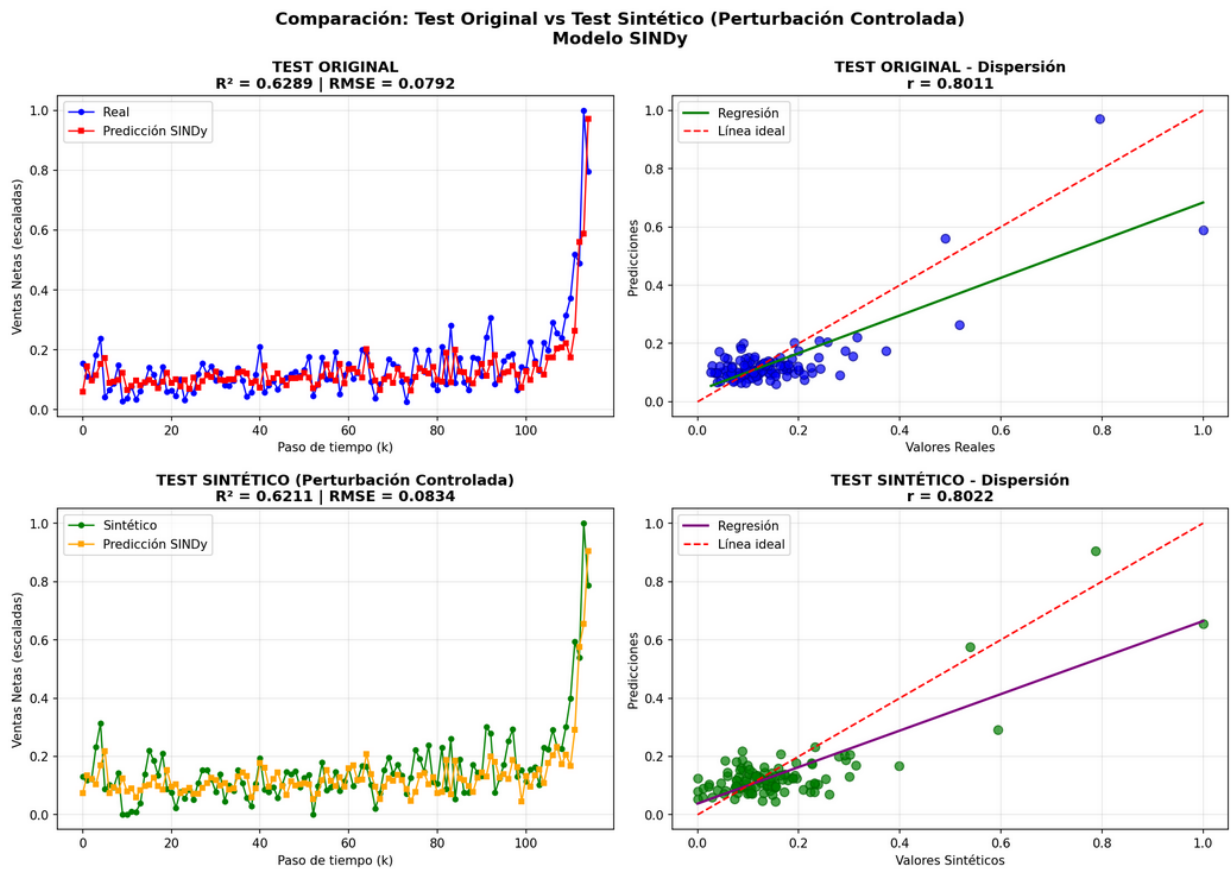 Comparación: Test Original vs Test Sintético (Perturbación Controlada)
Modelo SINDy
TEST ORIGINAL
R² = 0.6289 | RMSE = 0.0792
Real
Predicción SINDy
Ventas Netas (escaladas)
1.0
0.8
0.6
0.4
0.2
0.0
0 20 40 60 80 100
Paso de tiempo (k)
TEST ORIGINAL - Dispersión
r = 0.8011
Regresión
Línea ideal
Predicciones
1.0
0.8
0.6
0.4
0.2
0.0
0.0 0.2 0.4 0.6 0.8 1.0
Valores Reales
TEST SINTÉTICO (Perturbación Controlada)
R² = 0.6211 | RMSE = 0.0834
Sintético
Predicción SINDy
Ventas Netas (escaladas)
1.0
0.8
0.6
0.4
0.2
0.0
0 20 40 60 80 100
Paso de tiempo (k)
TEST SINTÉTICO - Dispersión
r = 0.8022
Regresión
Línea ideal
Predicciones
1.0
0.8
0.6
0.4
0.2
0.0
0.0 0.2 0.4 0.6 0.8 1.0
Valores Sintéticos